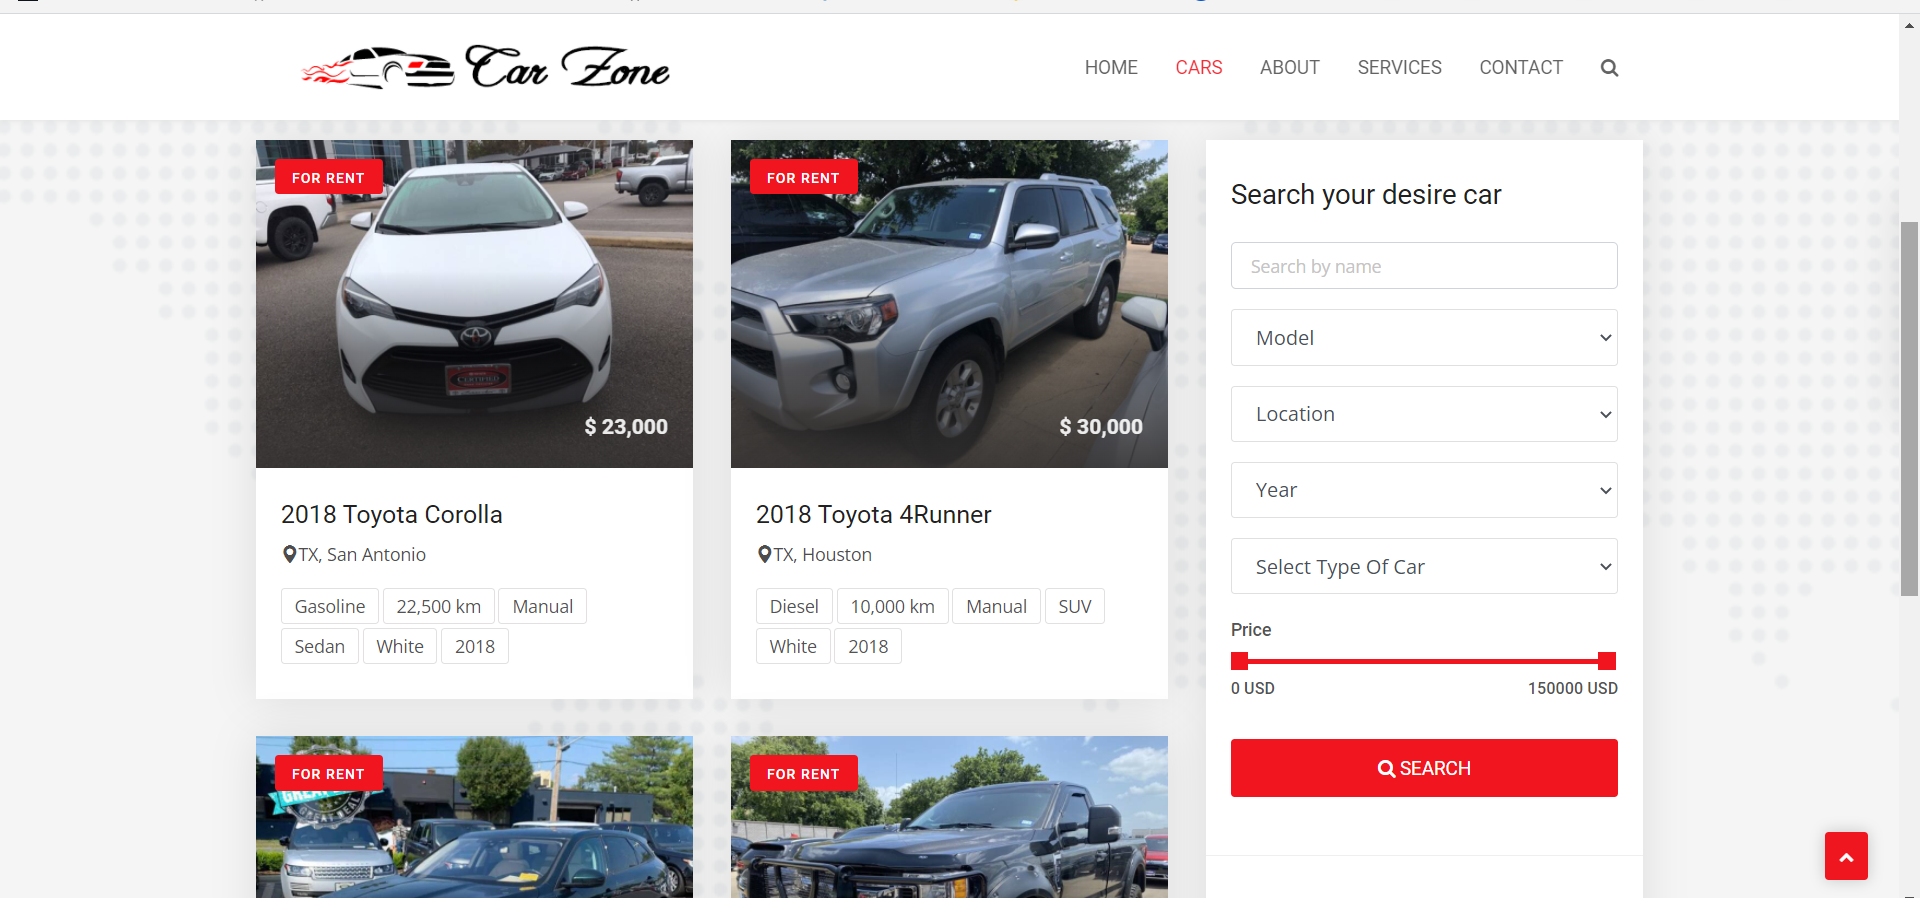 Car Zone
HOME CARS ABOUT SERVICES CONTACT
FOR RENT
CERTIFIED
$ 23,000
2018 Toyota Corolla
TX, San Antonio
Gasoline 22,500 km Manual
Sedan White 2018
FOR RENT
$ 30,000
2018 Toyota 4Runner
TX, Houston
Diesel 10,000 km Manual SUV
White 2018
Search your desire car
Search by name
Model
Location
Year
Select Type Of Car
Price
0 USD 150000 USD
SEARCH
FOR RENT
GREAT DEAL
FOR RENT